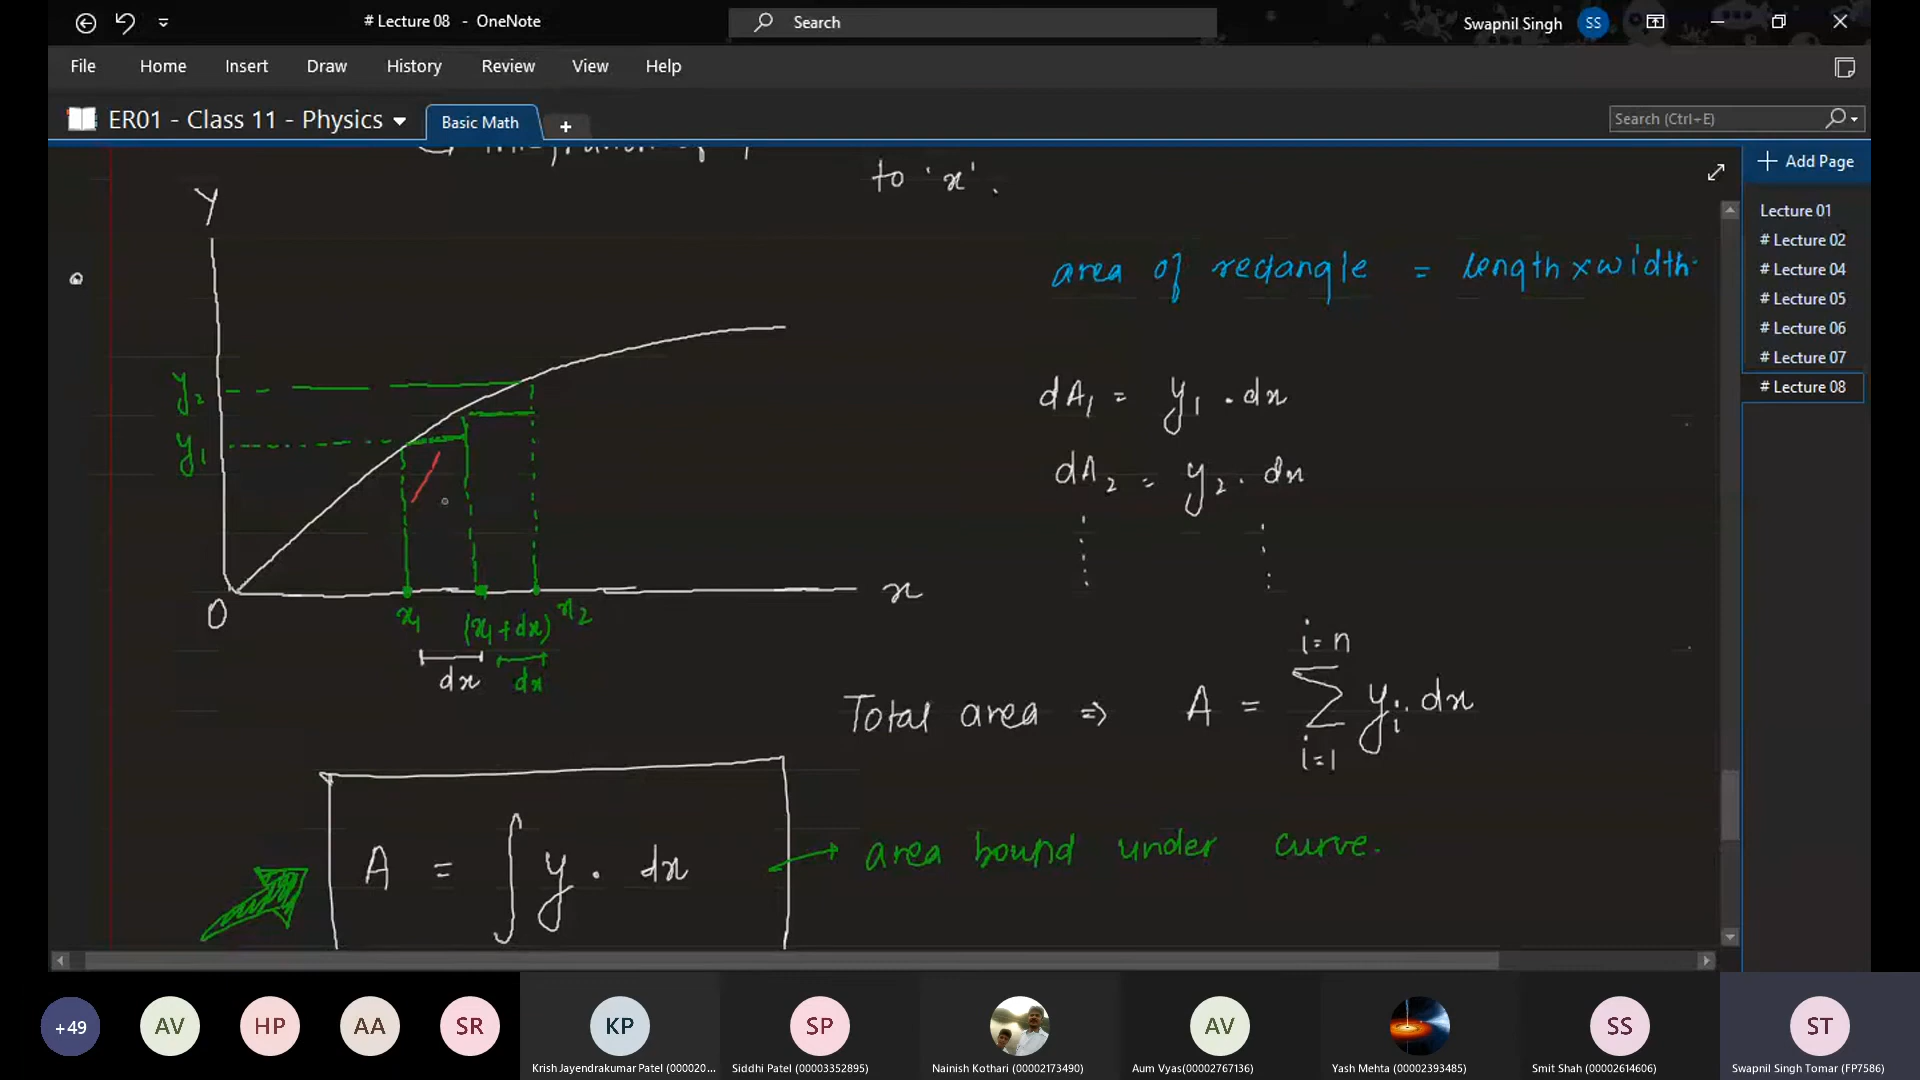 # Lecture 08 - OneNote
Search
Swapnil Singh
SS
File Home Insert Draw History Review View Help
ER01 - Class 11 - Physics
Basic Math
+
Search (Ctrl+E)
Add Page
Lecture 01
# Lecture 02
# Lecture 04
# Lecture 05
# Lecture 06
# Lecture 07
# Lecture 08
to 'x'.
Y
area of rectangle = length x width.
y₂
y₁
dA₁ = y₁ . dx
dA₂ = y₂ . dx
O
x
x₁ (x₁ + dx) x₂
dx dx
i=n
Total area ⇒ A = ∑ yᵢ . dx
i=1
A = ∫ y . dx → area bound under curve.
+49
AV
HP
AA
SR
KP
SP
AV
SS
ST
Krish Jayendrakumar Patel (000020...
Siddhi Patel (00003352895)
Nainish Kothari (00002173490)
Aum Vyas(00002767136)
Yash Mehta (00002393485)
Smit Shah (00002614606)
Swapnil Singh Tomar (FP7586)